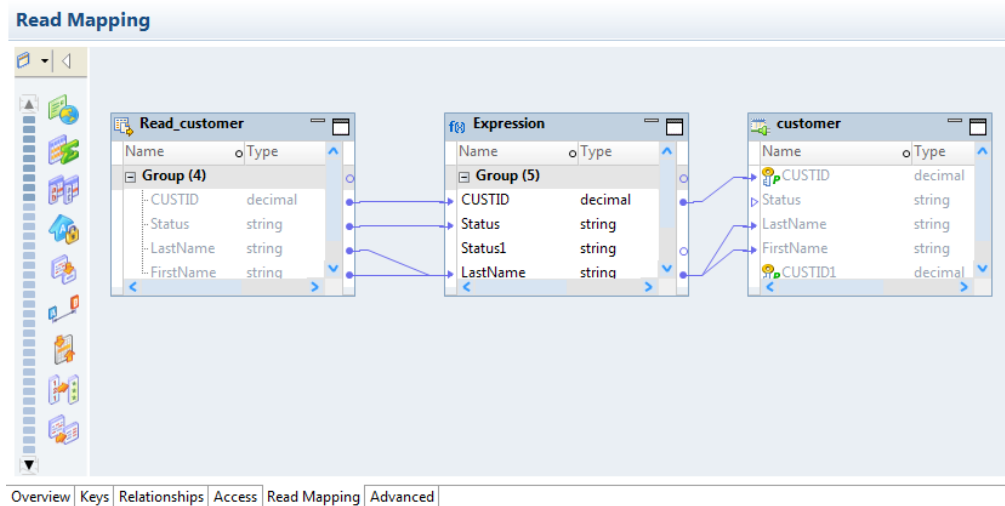 Read Mapping
Read_customer
Name Type
Group (4)
CUSTID decimal
Status string
LastName string
FirstName string
f(x) Expression
Name Type
Group (5)
CUSTID decimal
Status string
Status1 string
LastName string
customer
Name Type
CUSTID decimal
Status string
LastName string
FirstName string
CUSTID1 decimal
Overview Keys Relationships Access Read Mapping Advanced